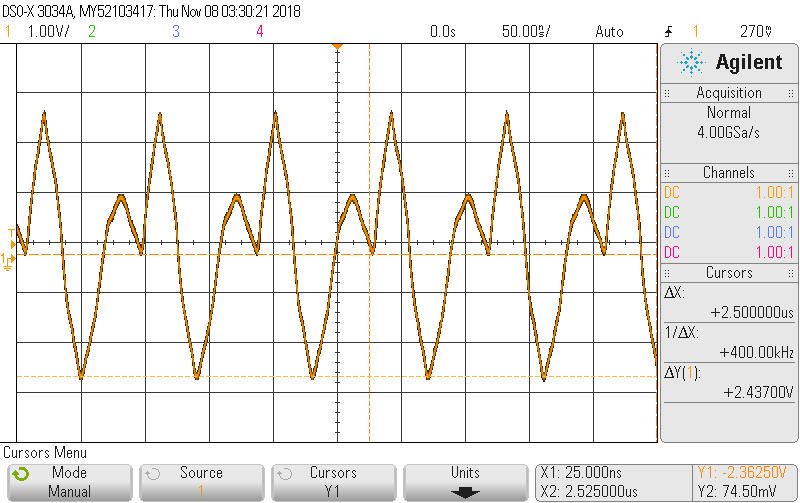 DSO-X 3034A, MY52103417: Thu Nov 08 03:30:21 2018
1 1.00V/ 2 3 4 0.0s 50.00ns/ Auto 1 270mV
Agilent
Acquisition
Normal
4.00GSa/s
Channels
DC 1.00:1
DC 1.00:1
DC 1.00:1
DC 1.00:1
Cursors
ΔX:
+2.500000us
1/ΔX:
+400.00kHz
ΔY(1):
+2.43700V
T
1
Cursors Menu
Mode
Manual
Source
1
Cursors
Y1
Units
X1: 25.000ns
X2: 2.525000us
Y1: -2.36250V
Y2: 74.50mV